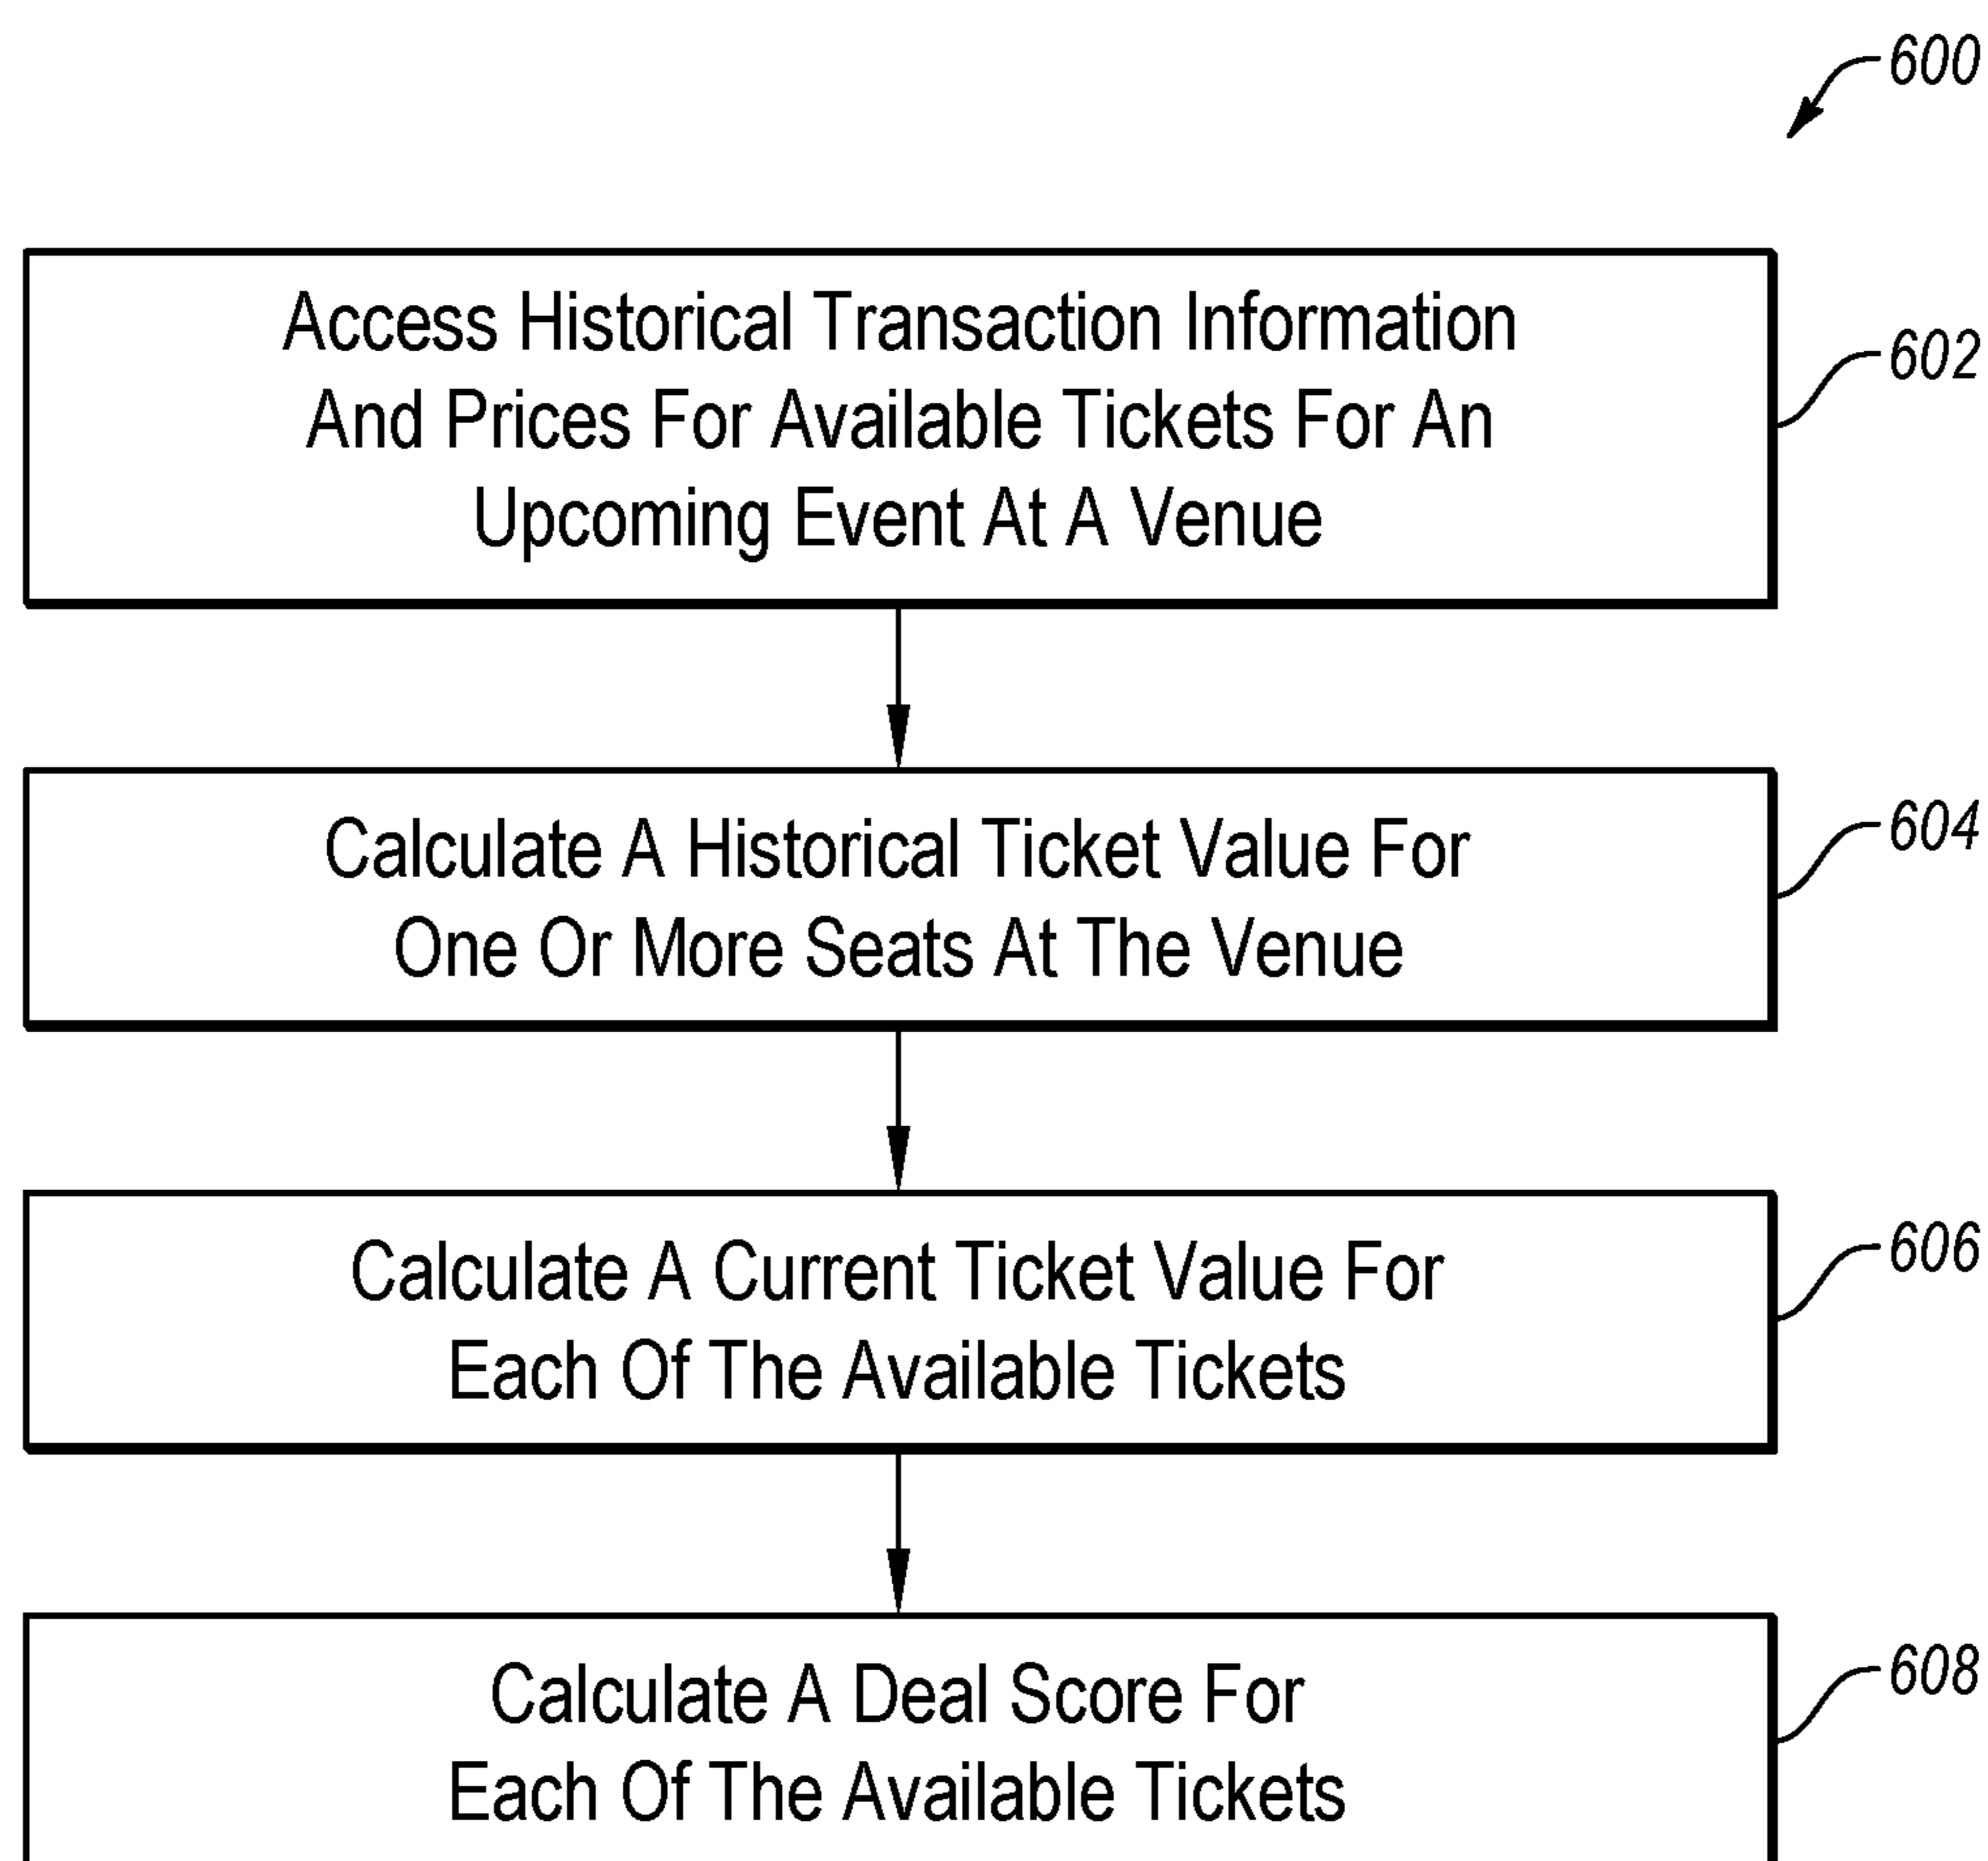 600
Access Historical Transaction Information
And Prices For Available Tickets For An
Upcoming Event At A Venue
602
Calculate A Historical Ticket Value For
One Or More Seats At The Venue
604
Calculate A Current Ticket Value For
Each Of The Available Tickets
606
Calculate A Deal Score For
Each Of The Available Tickets
608